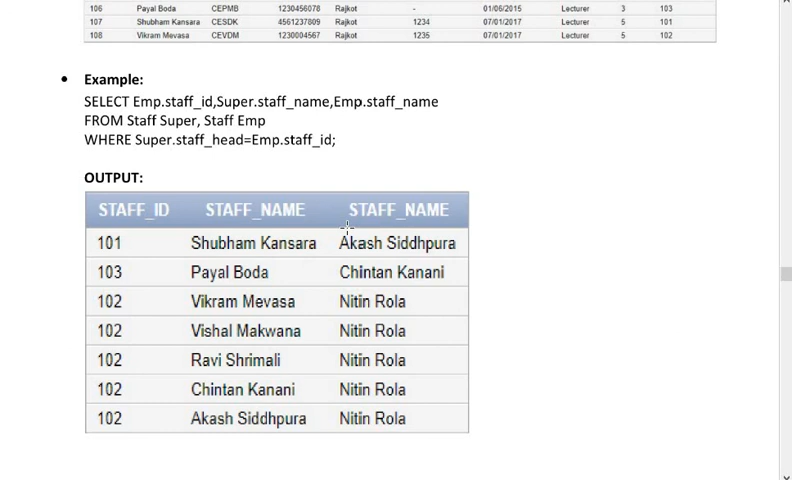 106 Payal Boda CEPMB 1230456078 Rajkot - 01/06/2015 Lecturer 3 103
107 Shubham Kansara CESDK 4561237809 Rajkot 1234 07/01/2017 Lecturer 5 101
108 Vikram Mevasa CEVDM 1230004567 Rajkot 1235 07/01/2017 Lecturer 5 102
• Example:
SELECT Emp.staff_id,Super.staff_name,Emp.staff_name
FROM Staff Super, Staff Emp
WHERE Super.staff_head=Emp.staff_id;
OUTPUT:
STAFF_ID STAFF_NAME STAFF_NAME
101 Shubham Kansara Akash Siddhpura
103 Payal Boda Chintan Kanani
102 Vikram Mevasa Nitin Rola
102 Vishal Makwana Nitin Rola
102 Ravi Shrimali Nitin Rola
102 Chintan Kanani Nitin Rola
102 Akash Siddhpura Nitin Rola